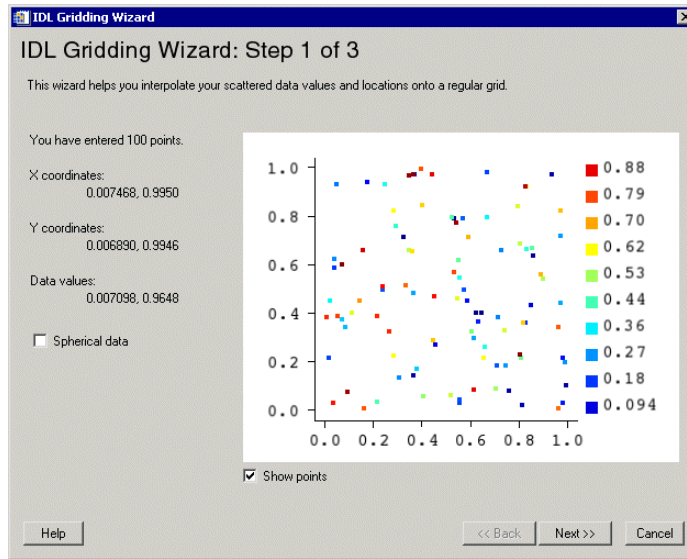 IDL Gridding Wizard
IDL Gridding Wizard: Step 1 of 3
This wizard helps you interpolate your scattered data values and locations onto a regular grid.
You have entered 100 points.
X coordinates:
0.007468, 0.9950
Y coordinates:
0.006890, 0.9946
Data values:
0.007098, 0.9648
Spherical data
1.0
0.8
0.6
0.4
0.2
0.0
0.0 0.2 0.4 0.6 0.8 1.0
0.88
0.79
0.70
0.62
0.53
0.44
0.36
0.27
0.18
0.094
Show points
Help
<< Back
Next >>
Cancel